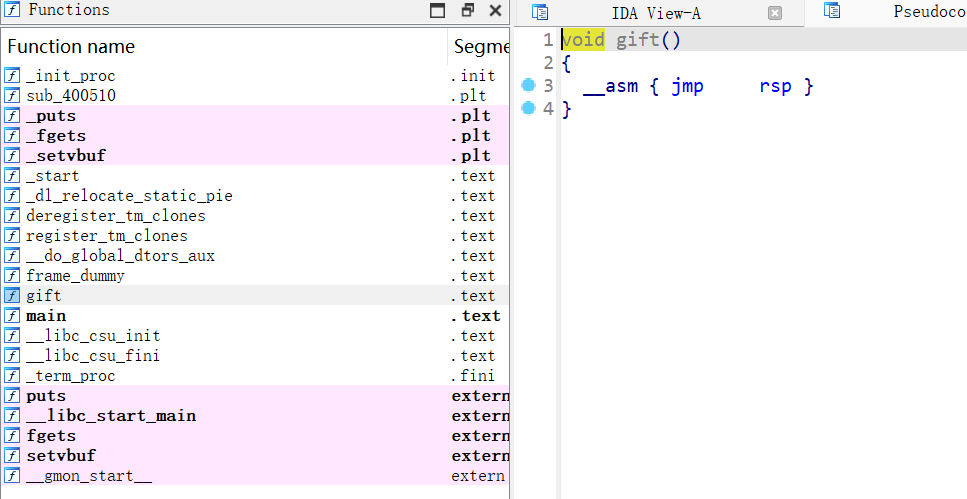 Functions
Function name Segme
_init_proc .init
sub_400510 .plt
_puts .plt
_fgets .plt
_setvbuf .plt
_start .text
_dl_relocate_static_pie .text
deregister_tm_clones .text
register_tm_clones .text
__do_global_dtors_aux .text
frame_dummy .text
gift .text
main .text
__libc_csu_init .text
__libc_csu_fini .text
_term_proc .fini
puts extern
__libc_start_main extern
fgets extern
setvbuf extern
__gmon_start__ extern
IDA View-A Pseudoco
1 void gift()
2 {
3 __asm { jmp rsp }
4 }